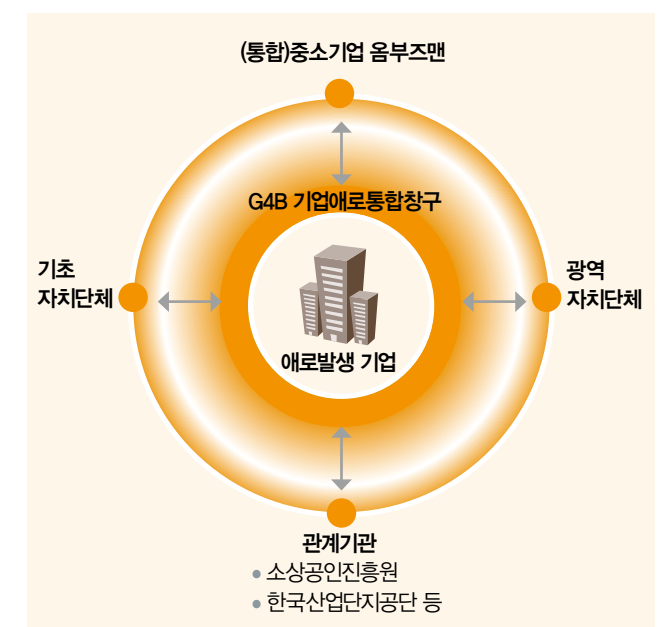 (통합)중소기업 옴부즈맨
G4B 기업애로통합창구
기초
자치단체
광역
자치단체
애로발생 기업
관계기관
● 소상공인진흥원
● 한국산업단지공단 등